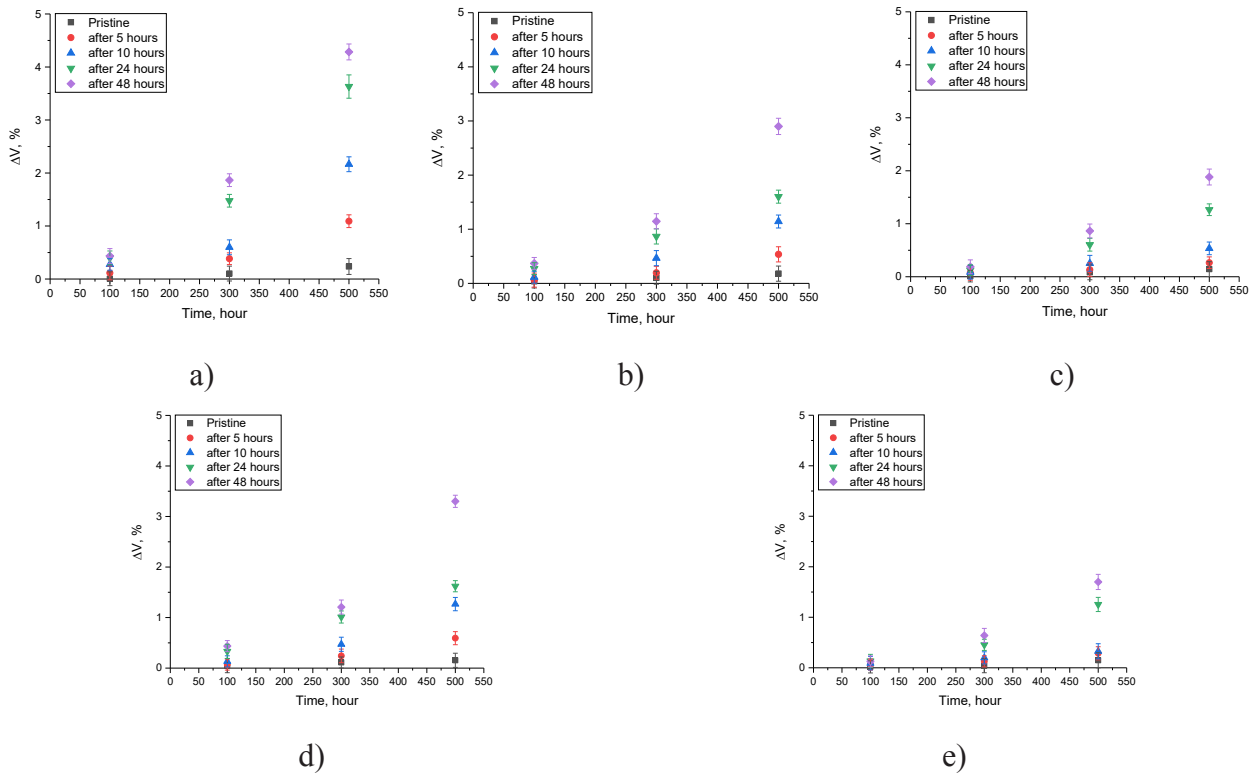 Pristine
after 5 hours
after 10 hours
after 24 hours
after 48 hours
5
4
3
2
1
0
ΔV, %
0 50 100 150 200 250 300 350 400 450 500 550
Time, hour
a)
Pristine
after 5 hours
after 10 hours
after 24 hours
after 48 hours
5
4
3
2
1
0
ΔV, %
0 50 100 150 200 250 300 350 400 450 500 550
Time, hour
b)
Pristine
after 5 hours
after 10 hours
after 24 hours
after 48 hours
5
4
3
2
1
0
ΔV, %
0 50 100 150 200 250 300 350 400 450 500 550
Time, hour
c)
Pristine
after 5 hours
after 10 hours
after 24 hours
after 48 hours
5
4
3
2
1
0
ΔV, %
0 50 100 150 200 250 300 350 400 450 500 550
Time, hour
d)
Pristine
after 5 hours
after 10 hours
after 24 hours
after 48 hours
5
4
3
2
1
0
ΔV, %
0 50 100 150 200 250 300 350 400 450 500 550
Time, hour
e)